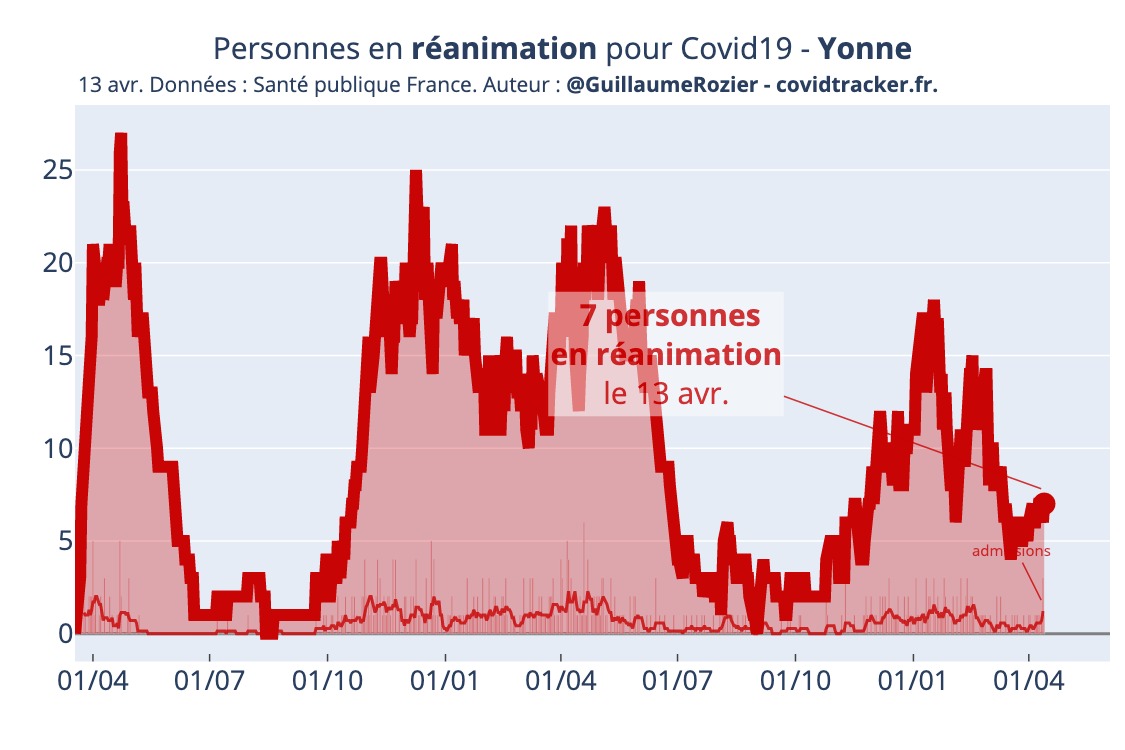 Personnes en réanimation pour Covid19 - Yonne
13 avr. Données : Santé publique France. Auteur : @GuillaumeRozier - covidtracker.fr.
25
20
15
10
5
0
7 personnes
en réanimation
le 13 avr.
admissions
01/04 01/07 01/10 01/01 01/04 01/07 01/10 01/01 01/04